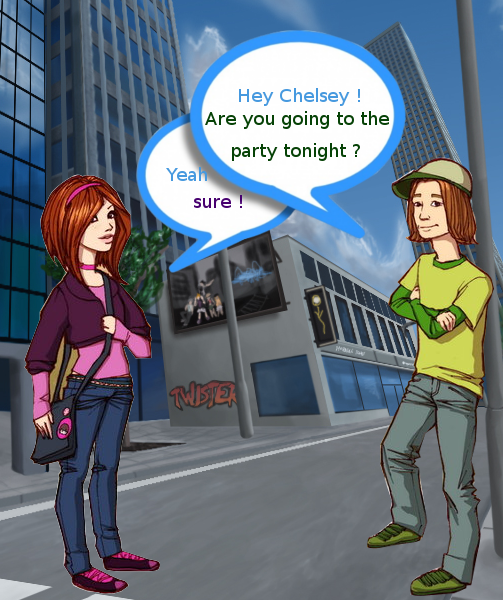 Hey Chelsey !
Are you going to the
party tonight ?
Yeah
sure !
TWISTER